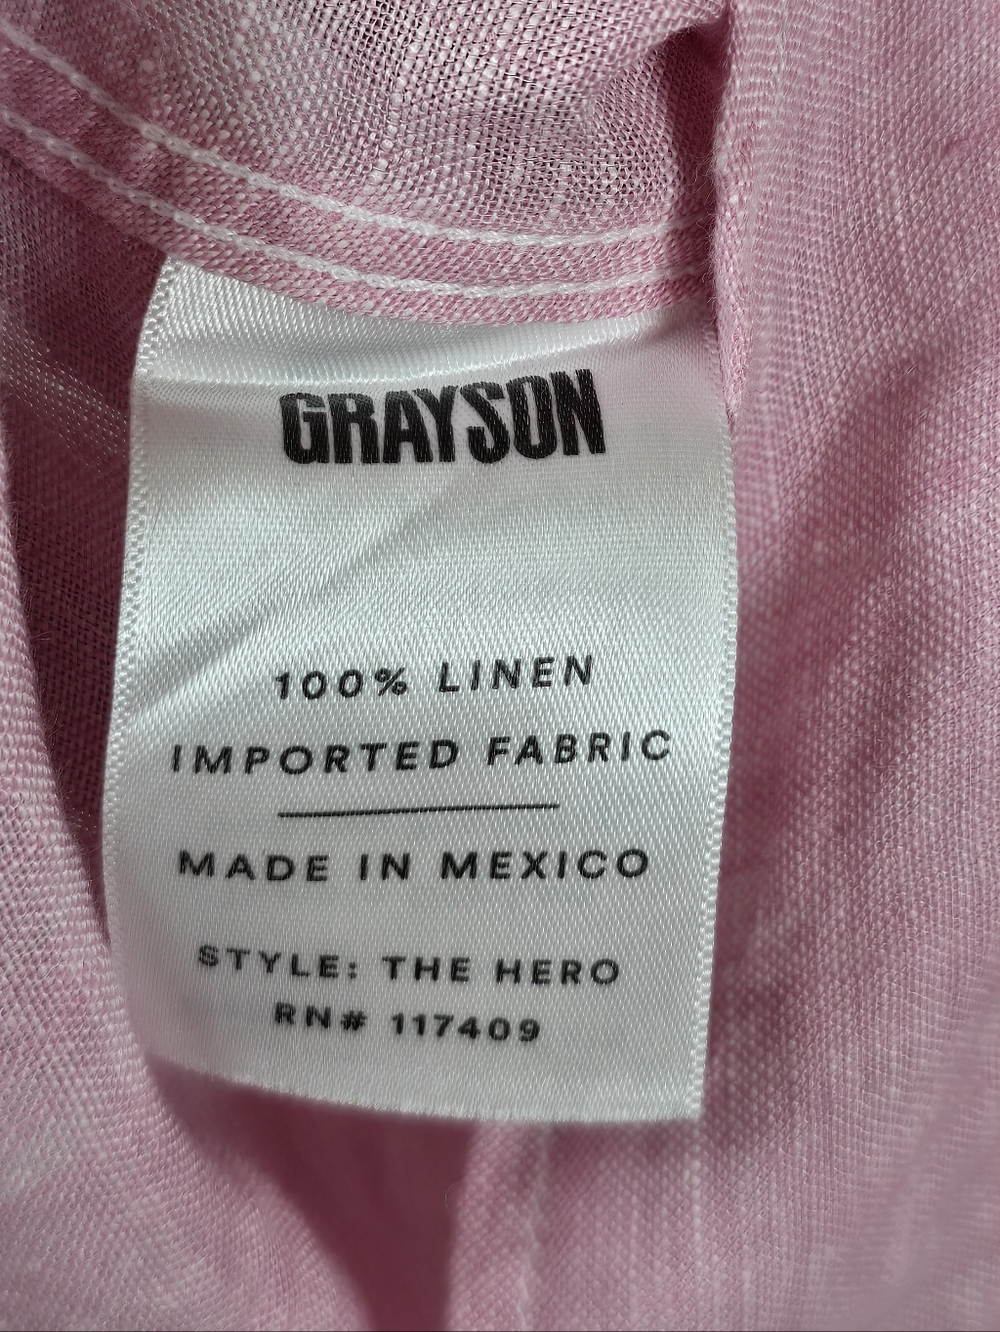 GRAYSON
100% LINEN
IMPORTED FABRIC
MADE IN MEXICO
STYLE: THE HERO
RN# 117409